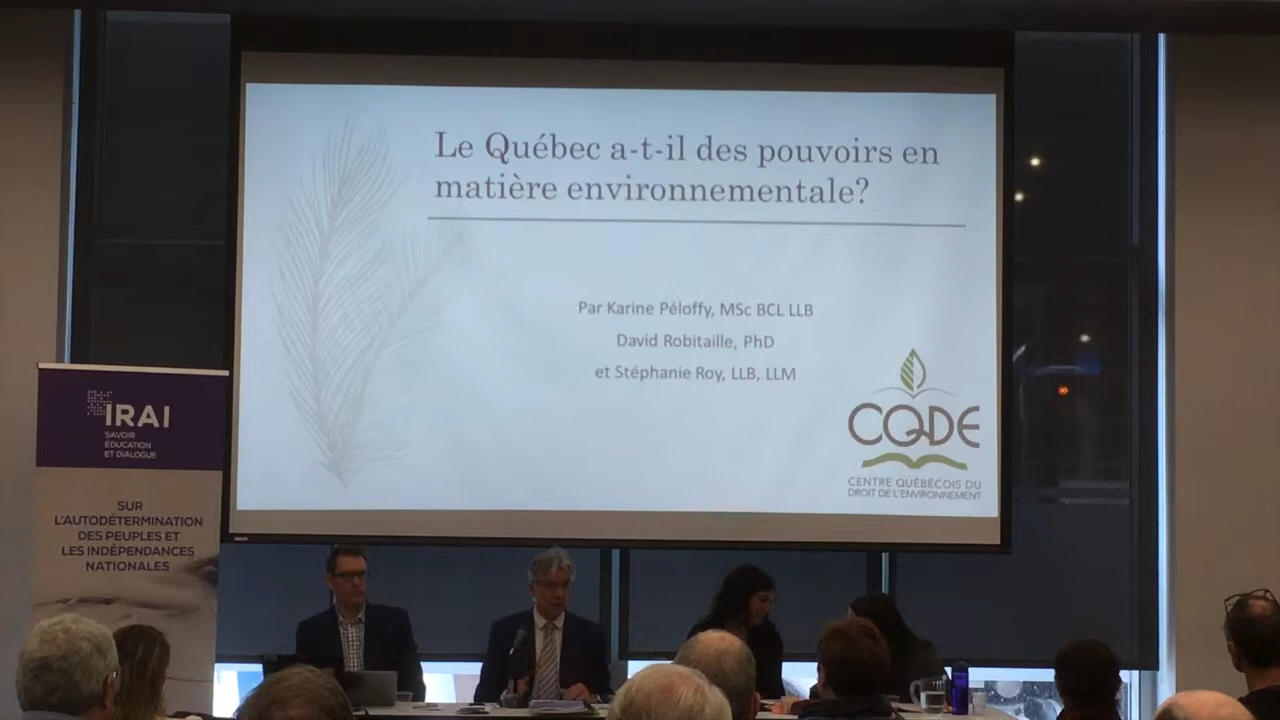 Le Québec a-t-il des pouvoirs en
matière environnementale?
Par Karine Péloffy, MSc BCL LLB
David Robitaille, PhD
et Stéphanie Roy, LLB, LLM
CQDE
CENTRE QUÉBÉCOIS DU
DROIT DE L'ENVIRONNEMENT
IRAI
SAVOIR
ÉDUCATION
ET DIALOGUE
SUR
L'AUTODÉTERMINATION
DES PEUPLES ET
LES INDÉPENDANCES
NATIONALES